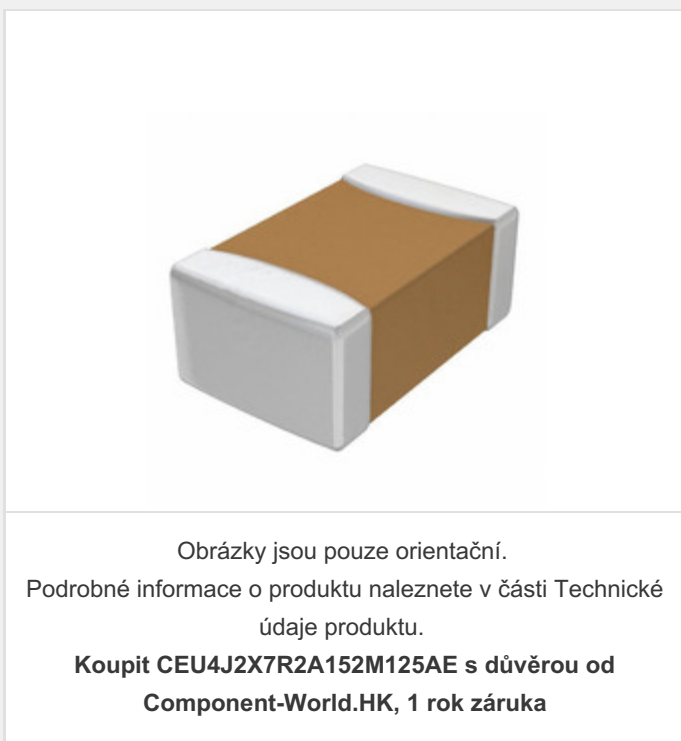 Obrázky jsou pouze orientační.
Podrobné informace o produktu naleznete v části Technické
údaje produktu.
Koupit CEU4J2X7R2A152M125AE s důvěrou od
Component-World.HK, 1 rok záruka